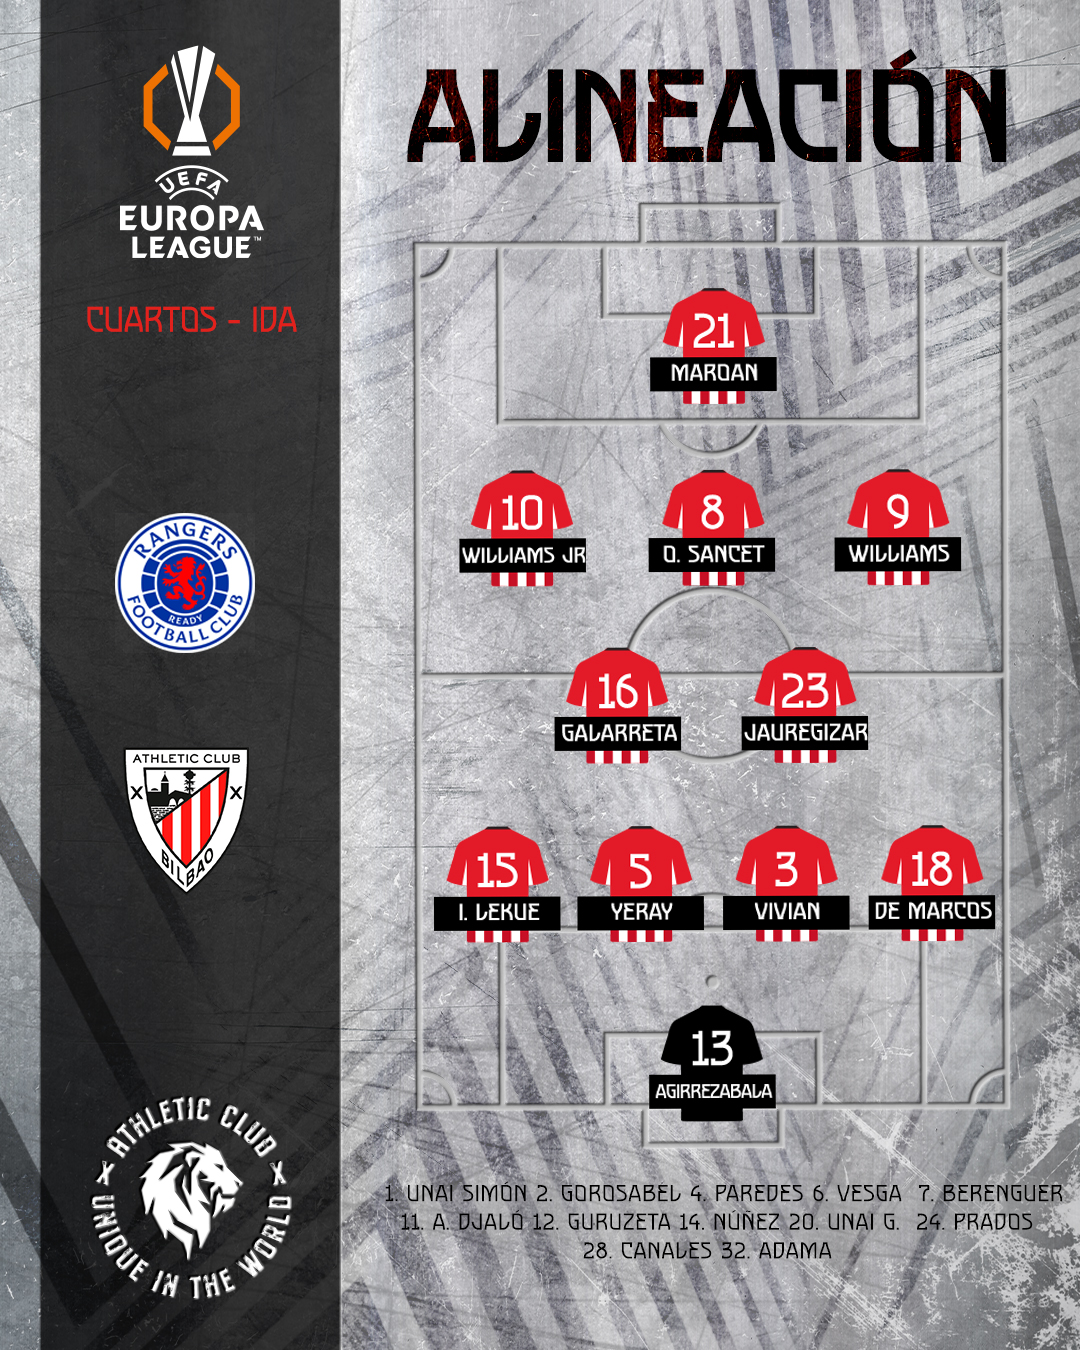 ALINEACIÓN
UEFA
EUROPA
LEAGUE™
CUARTOS - IDA
RANGERS
FOOTBALL CLUB
READY
ATHLETIC CLUB
BILBAO
ATHLETIC CLUB
UNIQUE IN THE WORLD
21
MAROAN
10
WILLIAMS JR
8
O. SANCET
9
WILLIAMS
16
GALARRETA
23
JAUREGIZAR
15
I. LEKUE
5
YERAY
3
VIVIAN
18
DE MARCOS
13
AGIRREZABALA
1. UNAI SIMÓN 2. GOROSABEL 4. PAREDES 6. VESGA 7. BERENGUER
11. A. DJALÓ 12. GURUZETA 14. NÚÑEZ 20. UNAI G. 24. PRADOS
28. CANALES 32. ADAMA